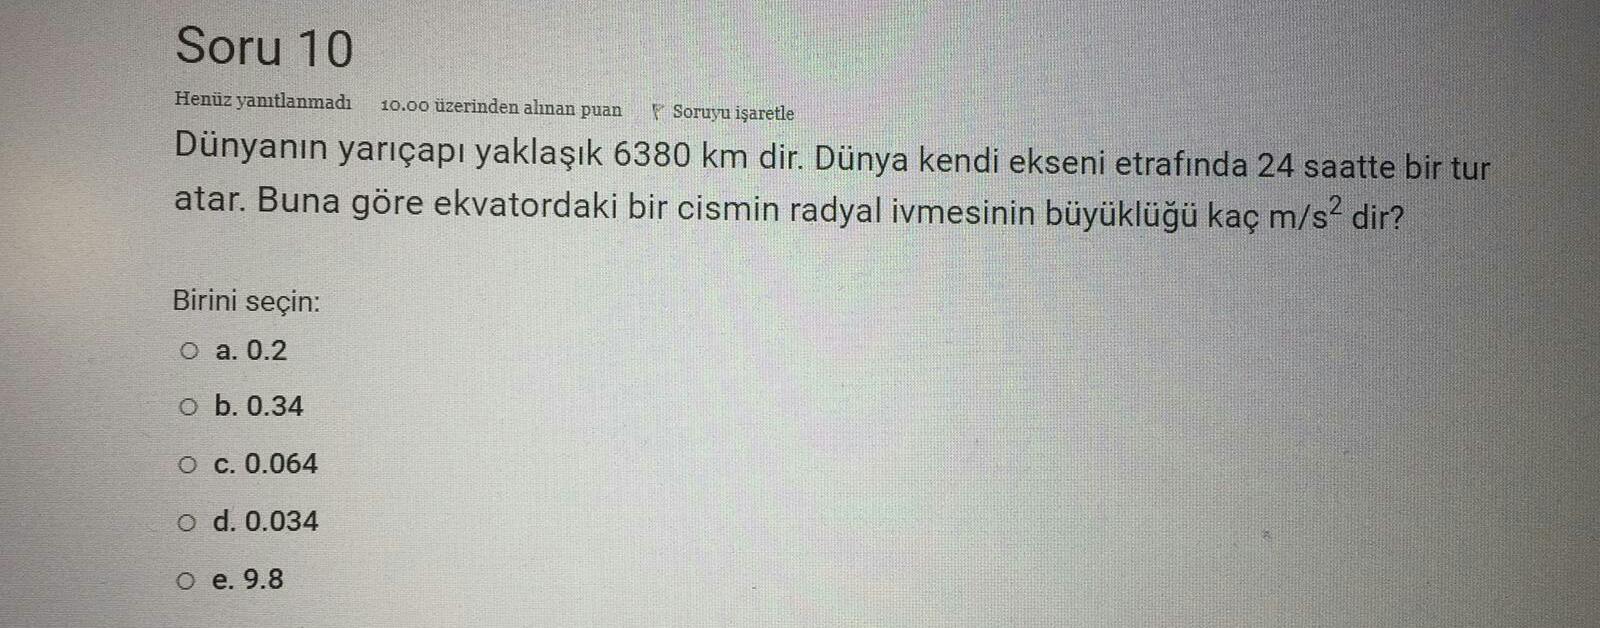 Soru 10
Henüz yanıtlanmadı 10.00 üzerinden alınan puan Soruyu işaretle
Dünyanın yarıçapı yaklaşık 6380 km dir. Dünya kendi ekseni etrafında 24 saatte bir tur
atar. Buna göre ekvatordaki bir cismin radyal ivmesinin büyüklüğü kaç m/s² dir?
Birini seçin:
a. 0.2
b. 0.34
c. 0.064
d. 0.034
e. 9.8